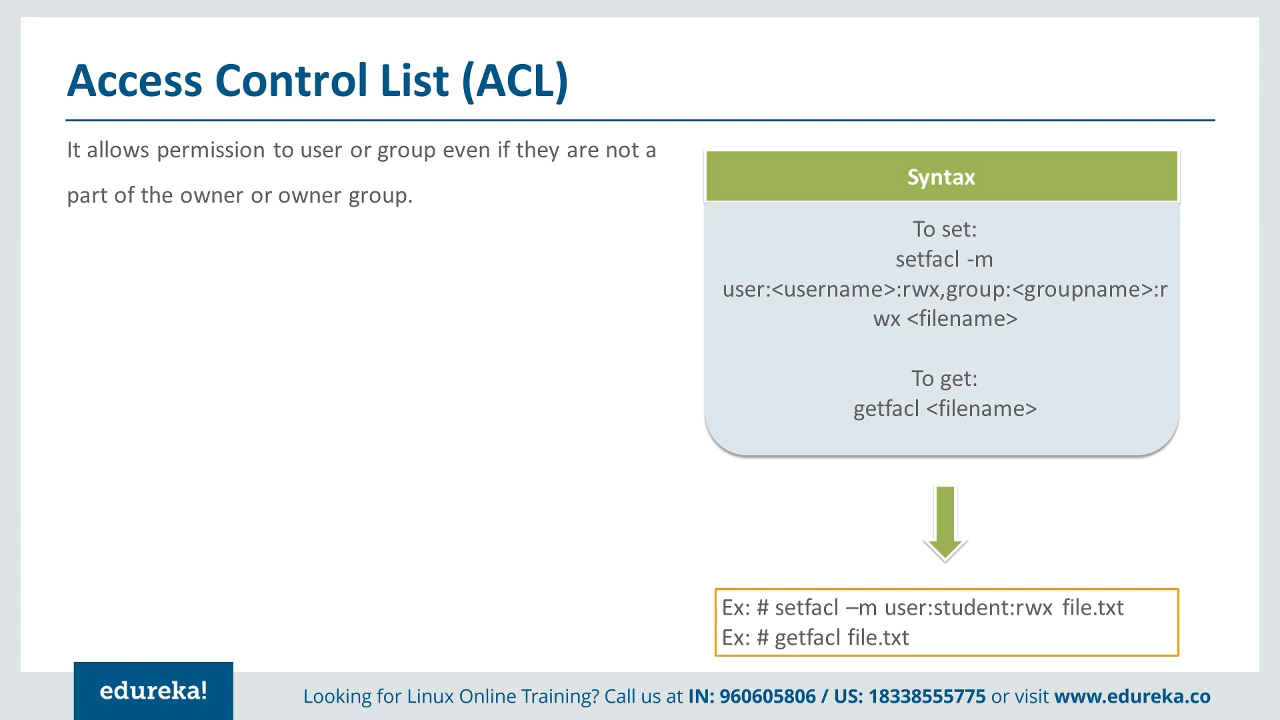 Access Control List (ACL)
It allows permission to user or group even if they are not a
part of the owner or owner group.
Syntax
To set:
setfacl -m
user:<username>:rwx,group:<groupname>:r
wx <filename>
To get:
getfacl <filename>
Ex: # setfacl –m user:student:rwx file.txt
Ex: # getfacl file.txt
edureka!
Looking for Linux Online Training? Call us at IN: 960605806 / US: 18338555775 or visit www.edureka.co